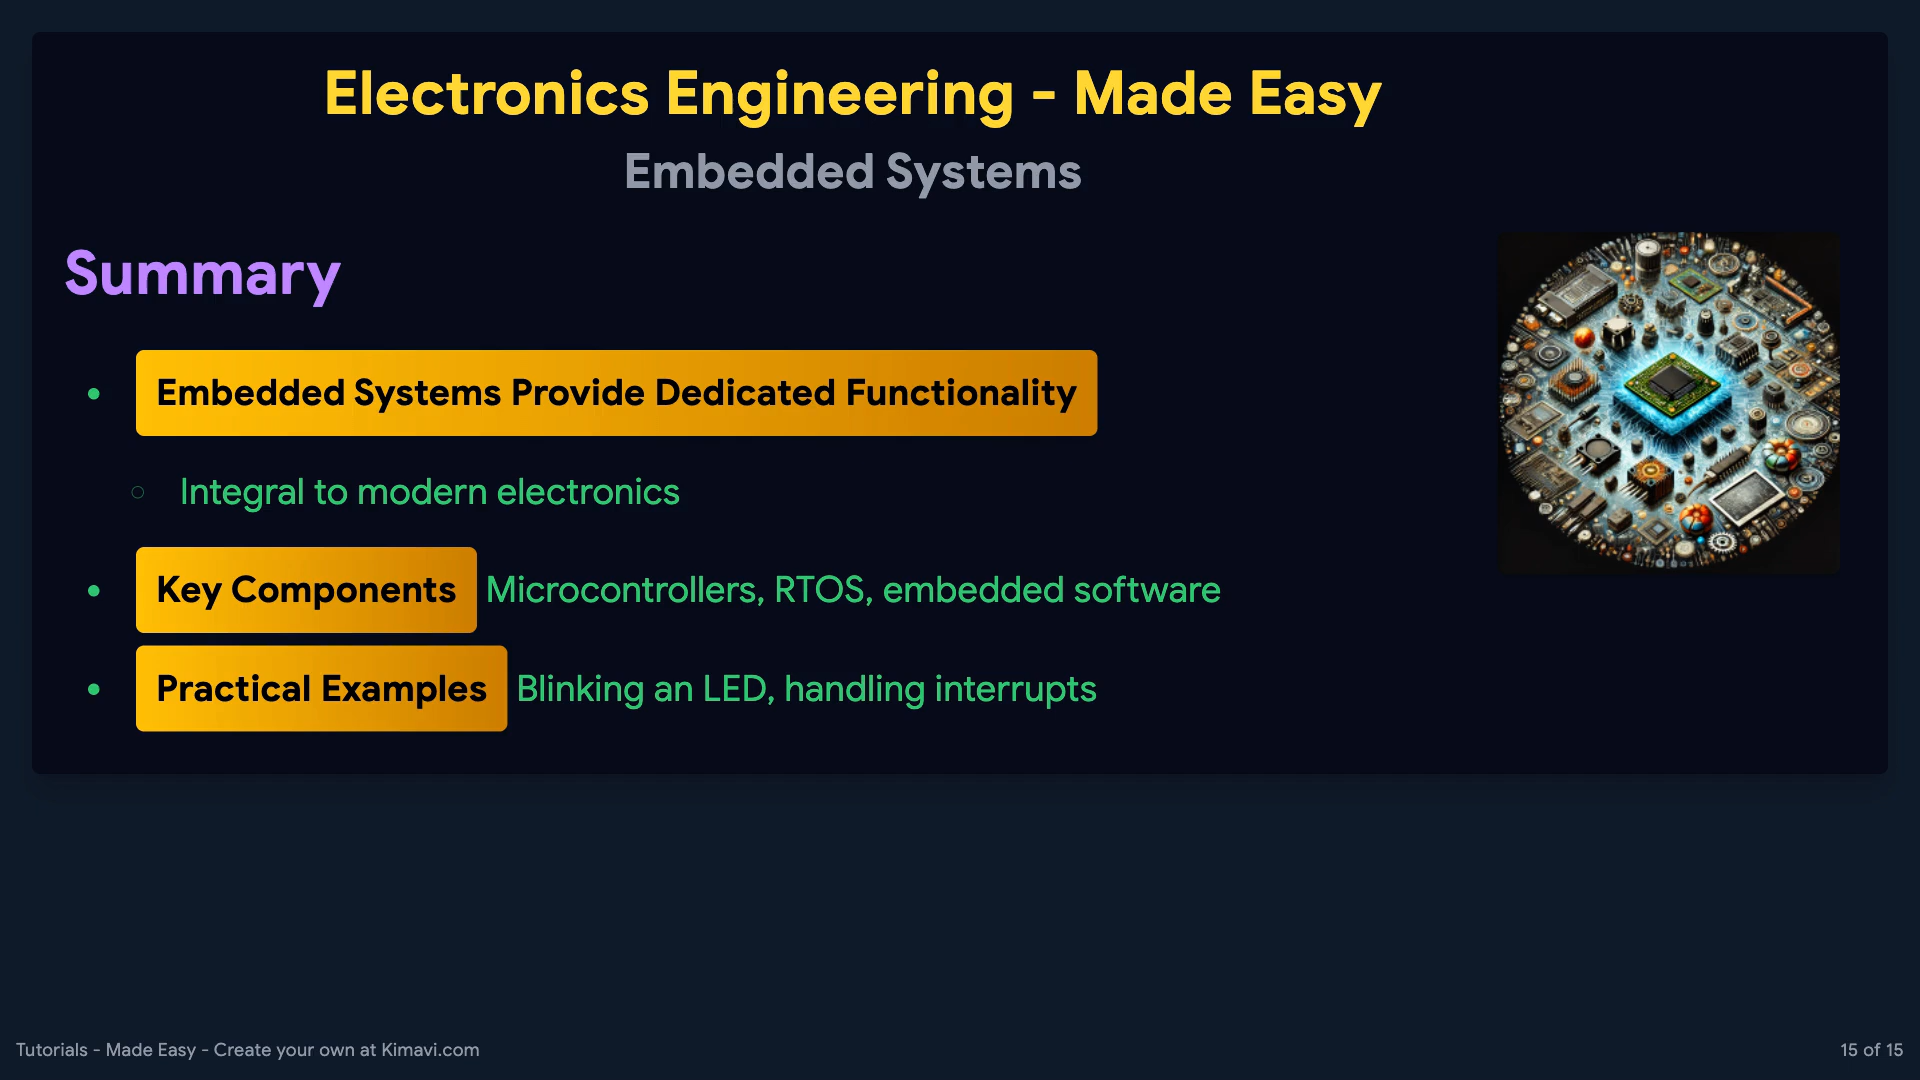 Electronics Engineering - Made Easy
Embedded Systems
Summary
Embedded Systems Provide Dedicated Functionality
Integral to modern electronics
Key Components Microcontrollers, RTOS, embedded software
Practical Examples Blinking an LED, handling interrupts
Tutorials - Made Easy - Create your own at Kimavi.com
15 of 15